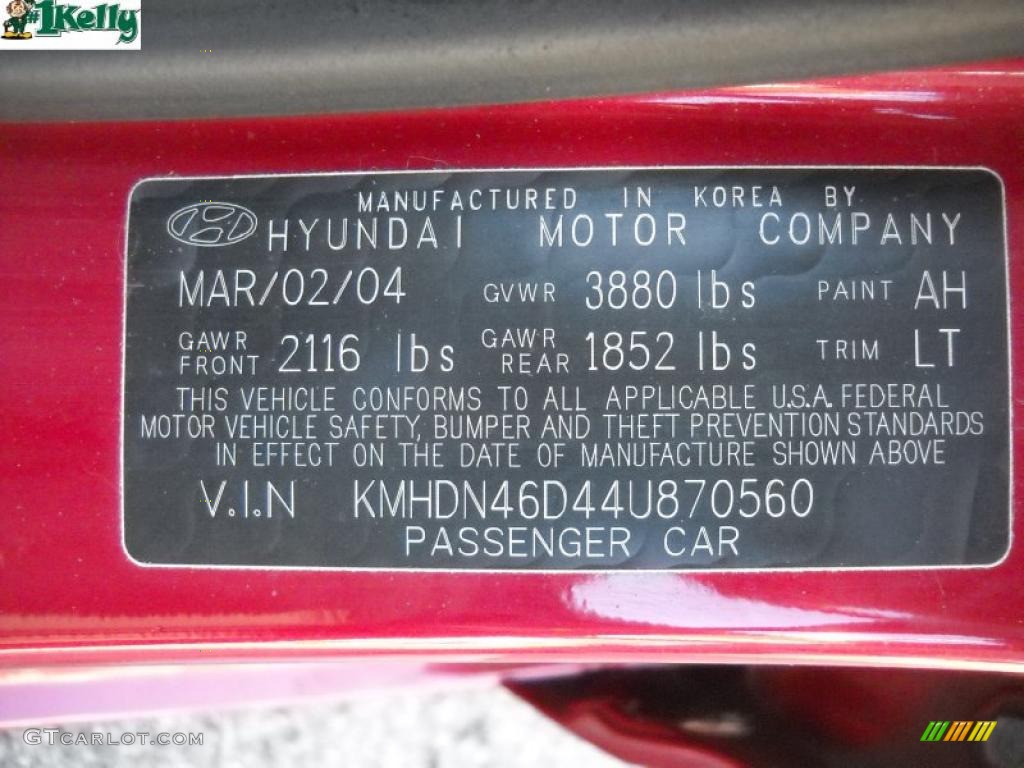 #1Kelly
MANUFACTURED IN KOREA BY
HYUNDAI MOTOR COMPANY
MAR/02/04 GVWR 3880 lbs PAINT AH
GAWR FRONT 2116 lbs GAWR REAR 1852 lbs TRIM LT
THIS VEHICLE CONFORMS TO ALL APPLICABLE U.S.A. FEDERAL
MOTOR VEHICLE SAFETY, BUMPER AND THEFT PREVENTION STANDARDS
IN EFFECT ON THE DATE OF MANUFACTURE SHOWN ABOVE
V.I.N KMHDN46D44U870560
PASSENGER CAR
GTCARLOT.COM